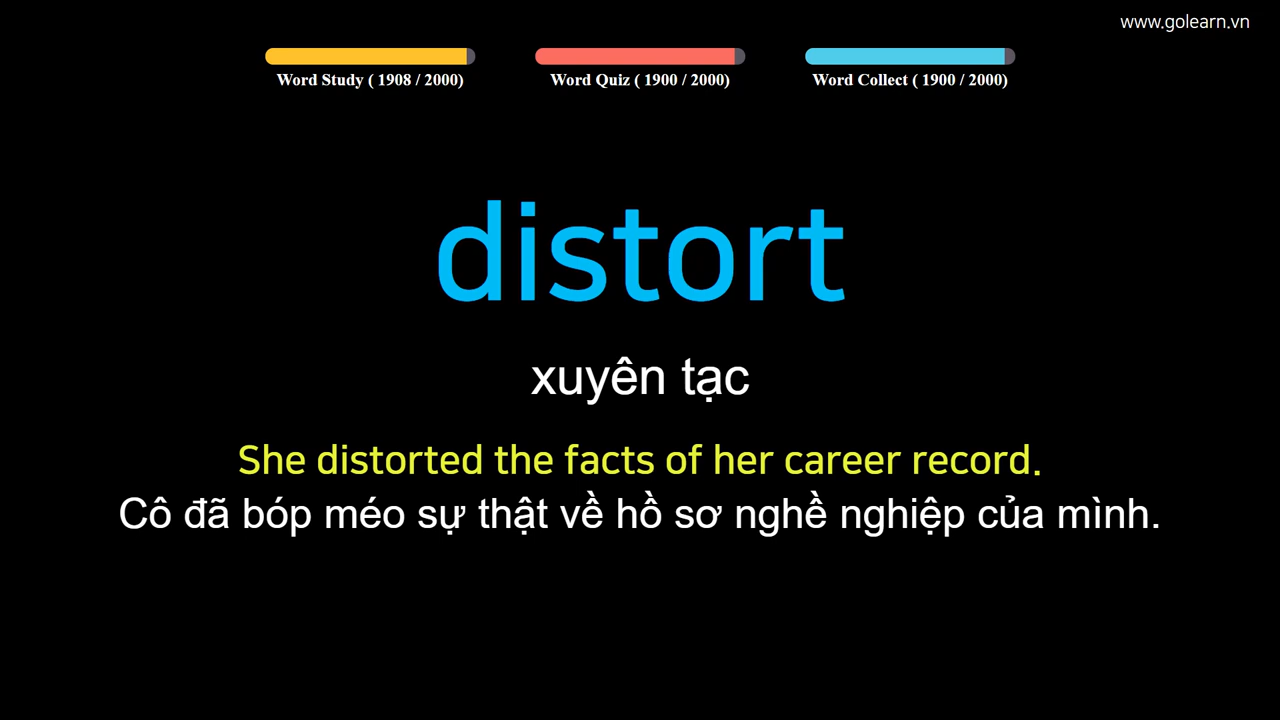 www.golearn.vn
Word Study ( 1908 / 2000) Word Quiz ( 1900 / 2000) Word Collect ( 1900 / 2000)
distort
xuyên tạc
She distorted the facts of her career record.
Cô đã bóp méo sự thật về hồ sơ nghề nghiệp của mình.